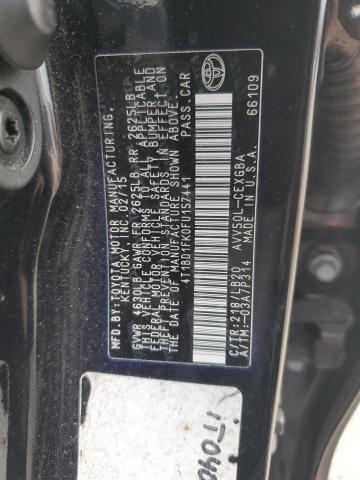 MFD.BY:TOYOTA MOTOR MANUFACTURING,
KENTUCKY, INC. 02/15
GVWR 4630LB GAWR FR 2625LB RR 2625LB
THIS VEHICLE CONFORMS TO ALL APPLICABLE
FEDERAL MOTOR VEHICLE SAFETY, BUMPER AND
THEFT PREVENTION STANDARDS IN EFFECT ON
THE DATE OF MANUFACTURE SHOWN ABOVE.
4T1BD1FK0FU157441 PASS.CAR
C/TR:218 /LB20 AVV50L-CEXGBA
A/TM:-03A/P314 U.S.A. 66109
TOYOTA
1T040